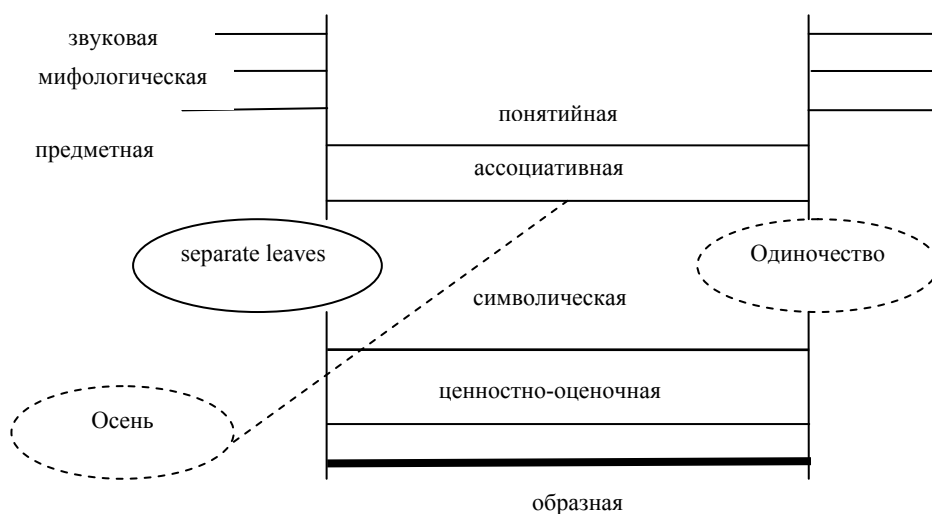 звуковая
мифологическая
понятийная
предметная
ассоциативная
separate leaves
Одиночество
символическая
ценностно-оценочная
Осень
образная